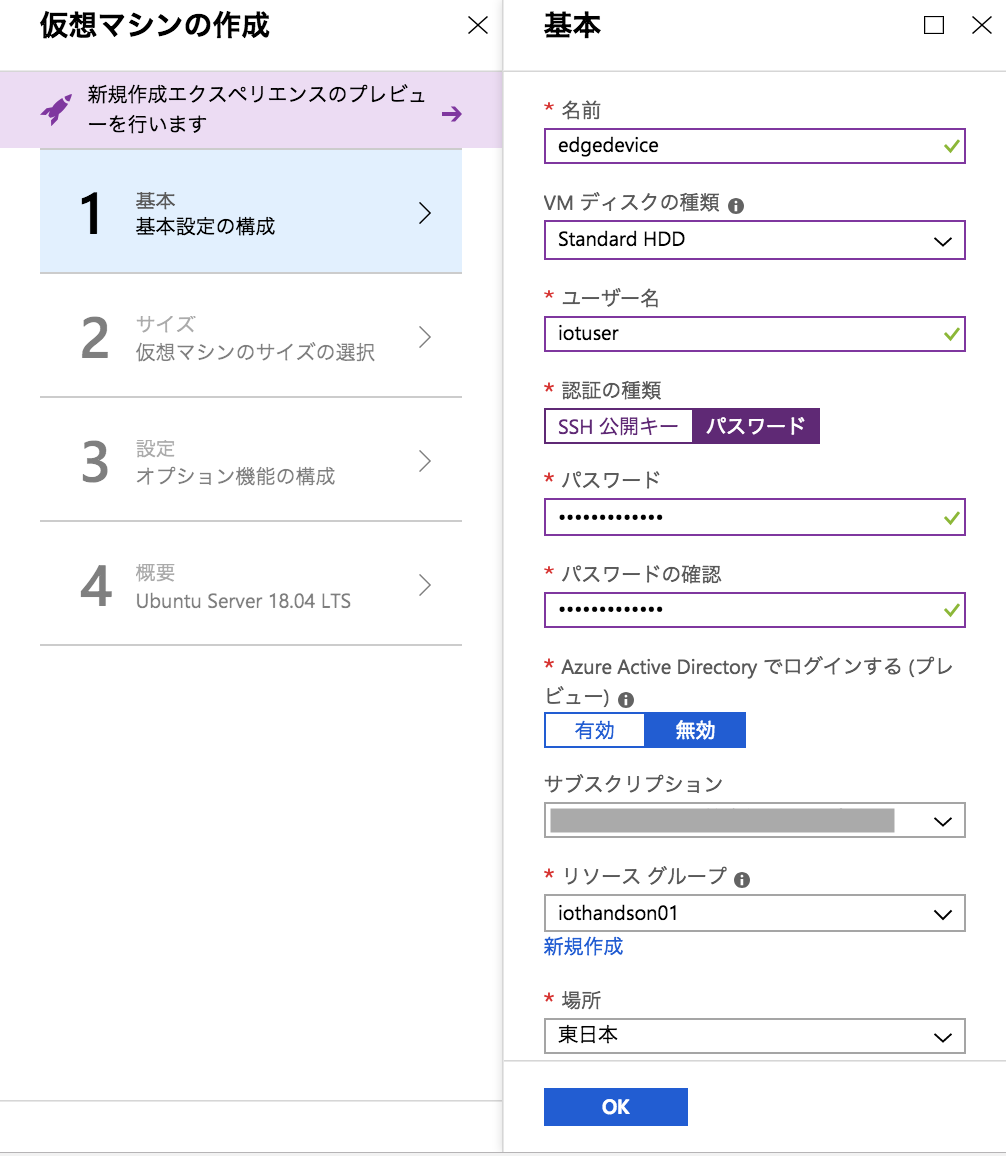 仮想マシンの作成
新規作成エクスペリエンスのプレビュ
ーを行います
1
基本
基本設定の構成
2
サイズ
仮想マシンのサイズの選択
3
設定
オプション機能の構成
4
概要
Ubuntu Server 18.04 LTS
基本
* 名前
edgedevice
VM ディスクの種類
Standard HDD
* ユーザー名
iotuser
* 認証の種類
SSH 公開キー パスワード
* パスワード
•••••••••••••
* パスワードの確認
•••••••••••••
* Azure Active Directory でログインする (プレ
ビュー)
有効 無効
サブスクリプション
* リソース グループ
iothandson01
新規作成
* 場所
東日本
OK